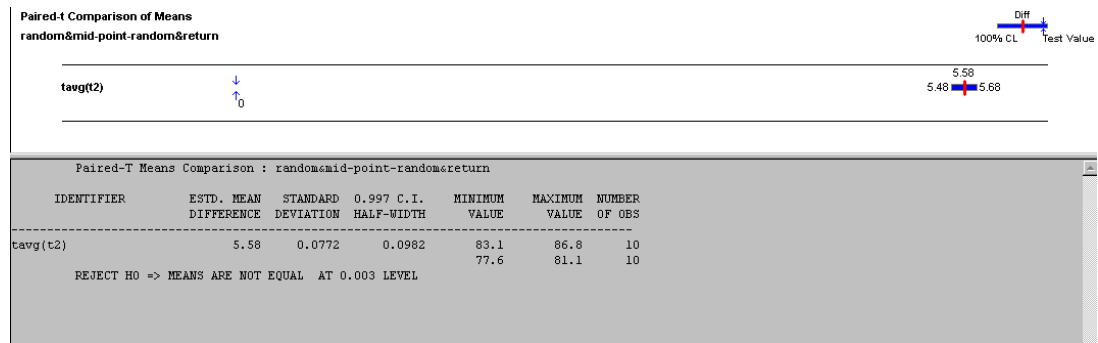 Paired-t Comparison of Means
random&mid-point-random&return
Diff
100% CL Test Value
tavg(t2)
0
5.58
5.48 5.68
Paired-T Means Comparison : random&mid-point-random&return
IDENTIFIER ESTD. MEAN STANDARD 0.997 C.I. MINIMUM MAXIMUM NUMBER
DIFFERENCE DEVIATION HALF-WIDTH VALUE VALUE OF OBS
tavg(t2) 5.58 0.0772 0.0982 83.1 86.8 10
77.6 81.1 10
REJECT H0 => MEANS ARE NOT EQUAL AT 0.003 LEVEL